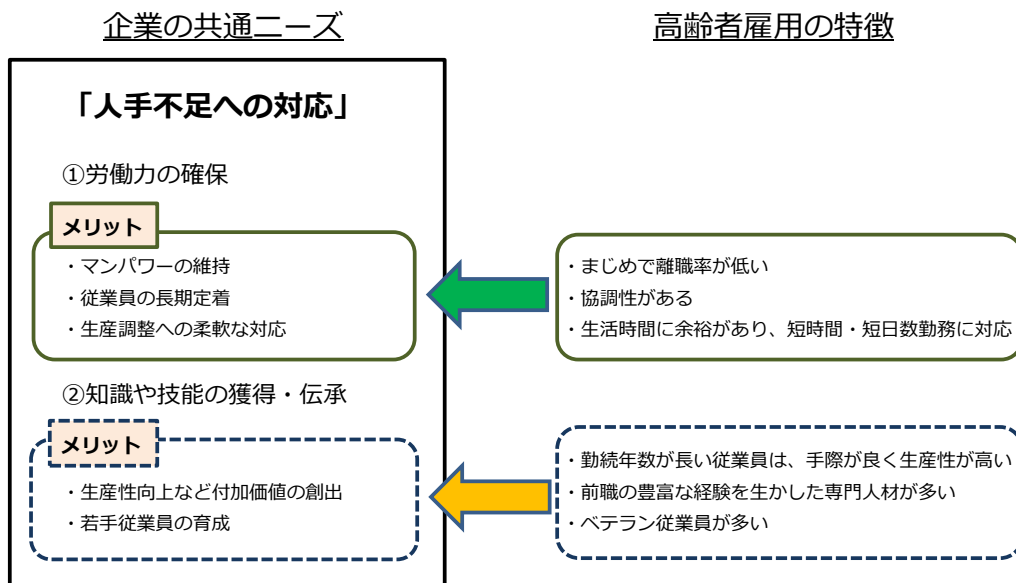 企業の共通ニーズ
高齢者雇用の特徴
「人手不足への対応」
①労働力の確保
メリット
・マンパワーの維持
・従業員の長期定着
・生産調整への柔軟な対応
・まじめで離職率が低い
・協調性がある
・生活時間に余裕があり、短時間・短日数勤務に対応
②知識や技能の獲得・伝承
メリット
・生産性向上など付加価値の創出
・若手従業員の育成
・勤続年数が長い従業員は、手際が良く生産性が高い
・前職の豊富な経験を生かした専門人材が多い
・ベテラン従業員が多い